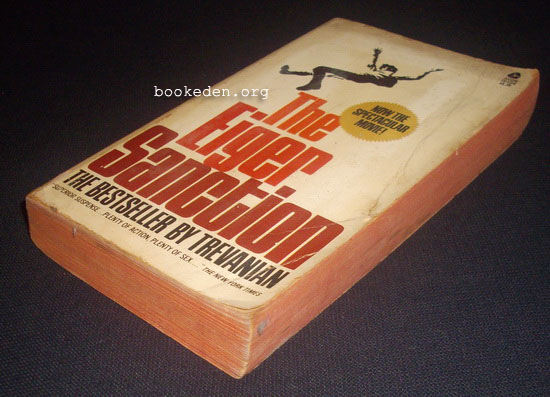 bookeden.org
The
Eiger
Sanction
NOW THE
SPECTACULAR
MOVIE!
THE BESTSELLER BY TREVANIAN
"SUPERIOR SUSPENSE...PLENTY OF ACTION, PLENTY OF SEX..." THE NEW YORK TIMES